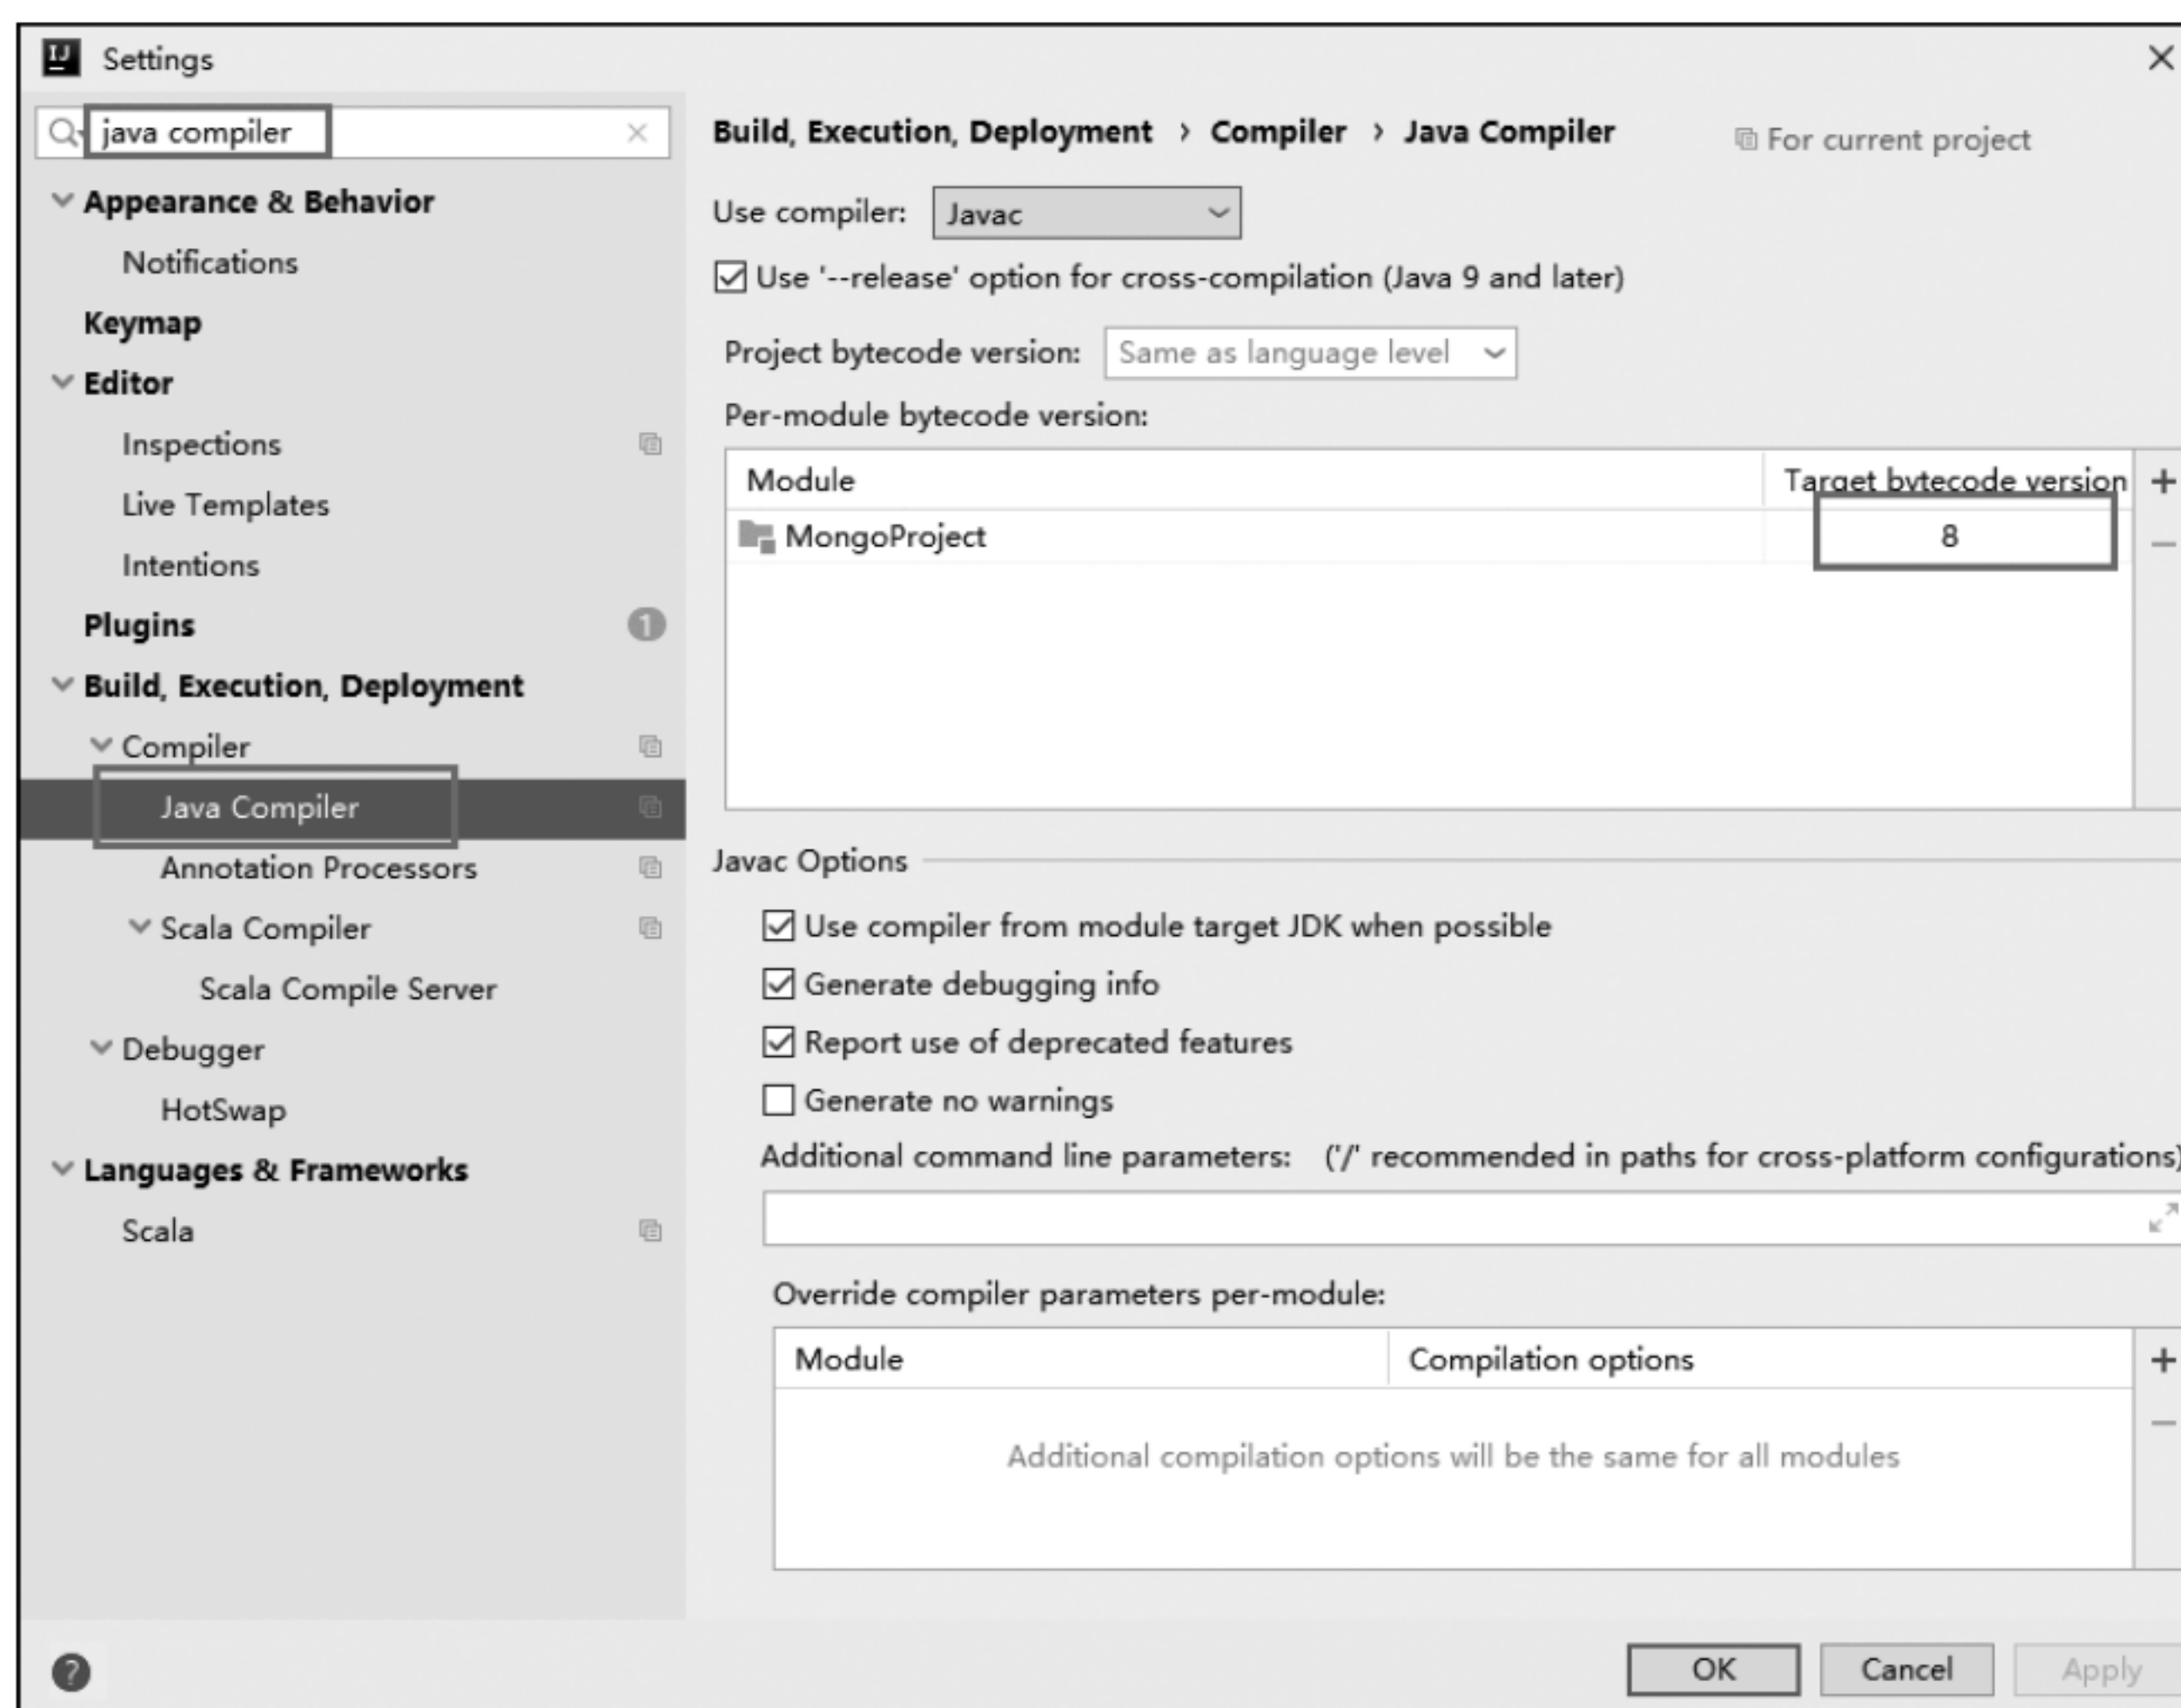 Settings
java compiler
Appearance & Behavior
Notifications
Keymap
Editor
Inspections
Live Templates
Intentions
Plugins
1
Build, Execution, Deployment
Compiler
Java Compiler
Annotation Processors
Scala Compiler
Scala Compile Server
Debugger
HotSwap
Languages & Frameworks
Scala
Build, Execution, Deployment › Compiler › Java Compiler
For current project
Use compiler: Javac
Use '--release' option for cross-compilation (Java 9 and later)
Project bytecode version: Same as language level
Per-module bytecode version:
Module Target bytecode version
MongoProject 8
Javac Options
Use compiler from module target JDK when possible
Generate debugging info
Report use of deprecated features
Generate no warnings
Additional command line parameters: ('/' recommended in paths for cross-platform configurations)
Override compiler parameters per-module:
Module Compilation options
Additional compilation options will be the same for all modules
OK Cancel Apply